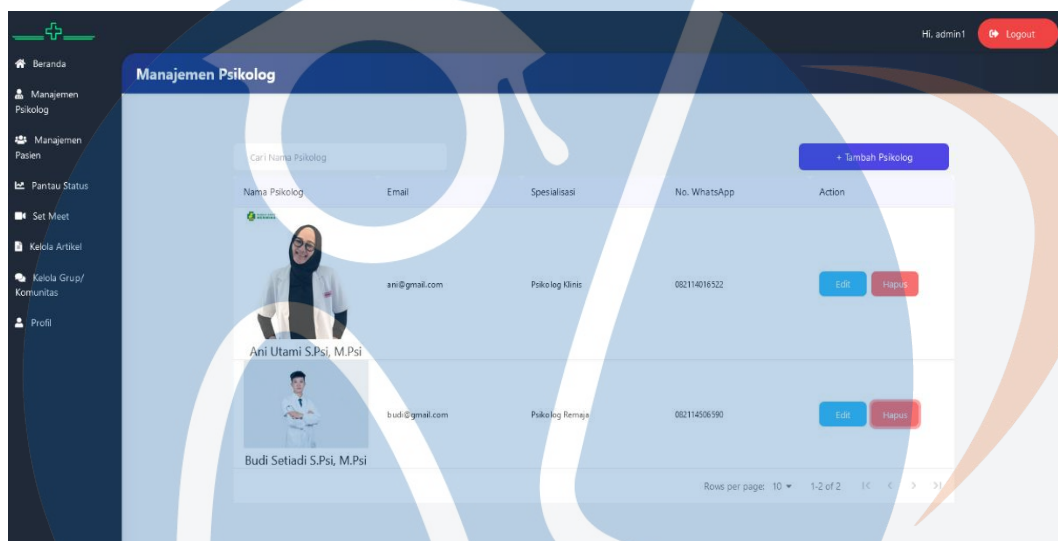 Hi, admin1
Logout
Beranda
Manajemen
Psikolog
Manajemen
Pasien
Pantau Status
Set Meet
Kelola Artikel
Kelola Grup/
Komunitas
Profil
Manajemen Psikolog
Cari Nama Psikolog
+ Tambah Psikolog
Nama Psikolog Email Spesialisasi No. WhatsApp Action
ani@gmail.com Psikolog Klinis 082114016522 Edit Hapus
Ani Utami S.Psi, M.Psi
budi@gmail.com Psikolog Remaja 082114506590 Edit Hapus
Budi Setiadi S.Psi, M.Psi
Rows per page: 10 1-2 of 2